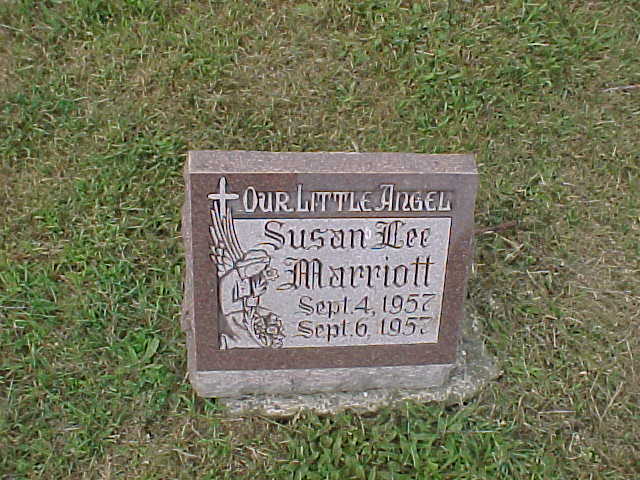 Our Little Angel
Susan Lee
Marriott
Sept. 4, 1957
Sept. 6, 1957